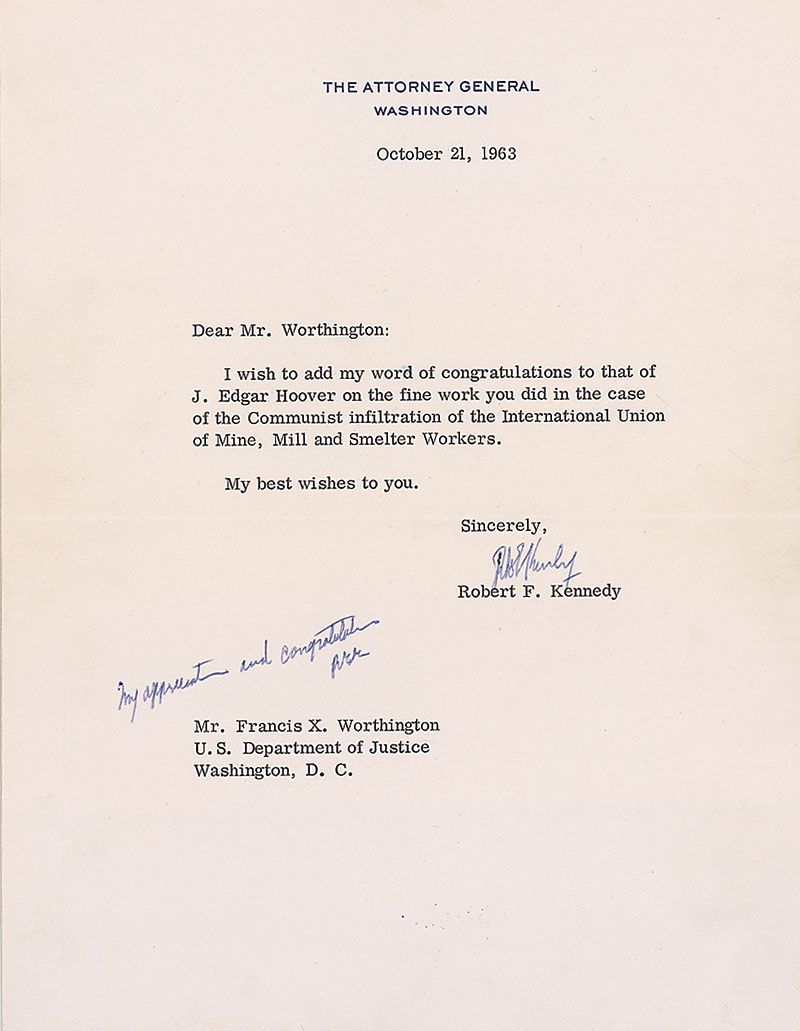 THE ATTORNEY GENERAL
WASHINGTON
October 21, 1963
Dear Mr. Worthington:
I wish to add my word of congratulations to that of
J. Edgar Hoover on the fine work you did in the case
of the Communist infiltration of the International Union
of Mine, Mill and Smelter Workers.
My best wishes to you.
Sincerely,
Robert F. Kennedy
My appreciation and congratulations
Mr. Francis X. Worthington
U.S. Department of Justice
Washington, D. C.